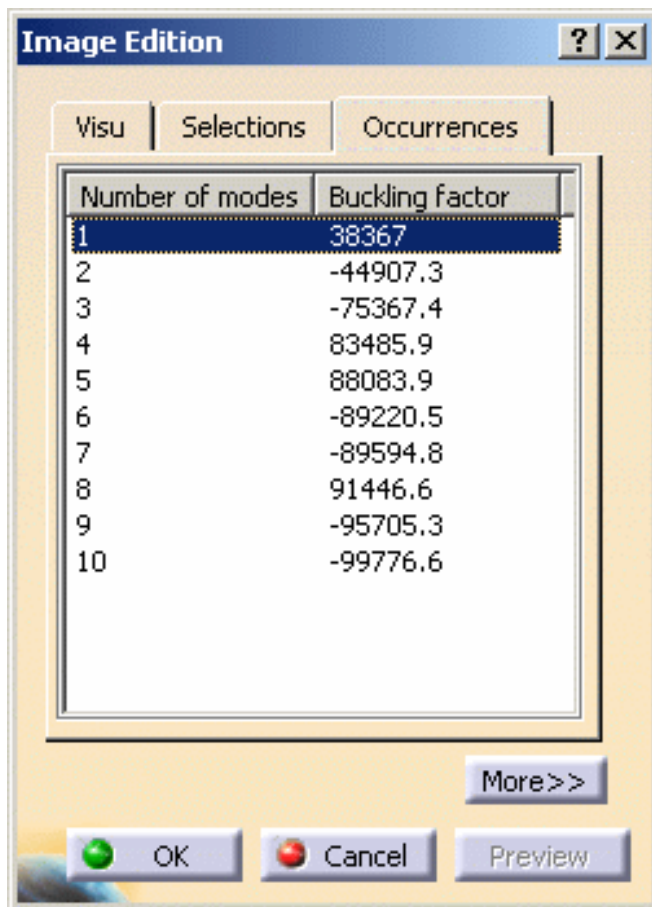 Image Edition ? X
Visu Selections Occurrences
Number of modes Buckling factor
1 38367
2 -44907.3
3 -75367.4
4 83485.9
5 88083.9
6 -89220.5
7 -89594.8
8 91446.6
9 -95705.3
10 -99776.6
More>>
OK Cancel Preview